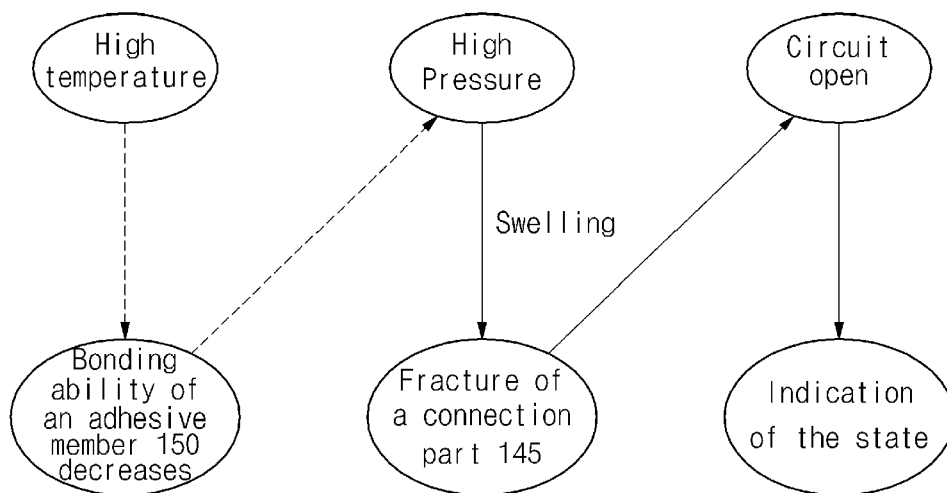 High
temperature
High
Pressure
Circuit
open
Swelling
Bonding
ability of
an adhesive
member 150
decreases
Fracture of
a connection
part 145
Indication
of the state